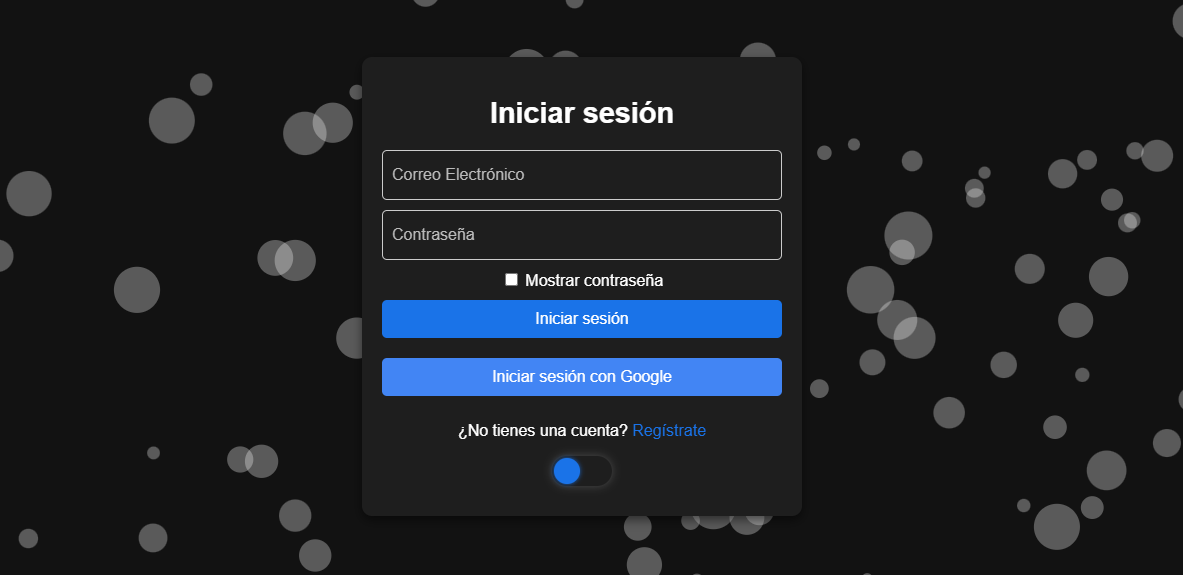 Iniciar sesión
Correo Electrónico
Contraseña
Mostrar contraseña
Iniciar sesión
Iniciar sesión con Google
¿No tienes una cuenta? Regístrate